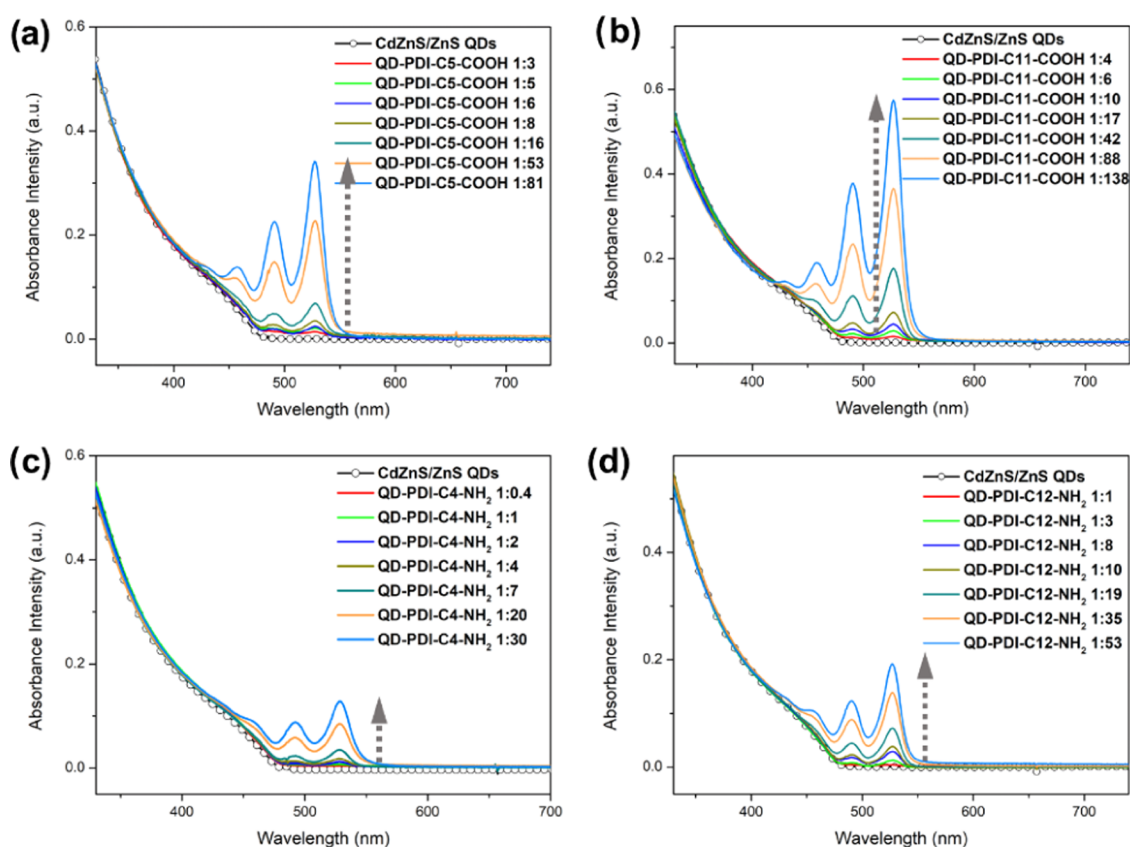 (a)
Absorbance Intensity (a.u.)
0.6
0.4
0.2
0.0
CdZnS/ZnS QDs
QD-PDI-C5-COOH 1:3
QD-PDI-C5-COOH 1:5
QD-PDI-C5-COOH 1:6
QD-PDI-C5-COOH 1:8
QD-PDI-C5-COOH 1:16
QD-PDI-C5-COOH 1:53
QD-PDI-C5-COOH 1:81
400 500 600 700
Wavelength (nm)
(b)
Absorbance Intensity (a.u.)
0.6
0.4
0.2
0.0
CdZnS/ZnS QDs
QD-PDI-C11-COOH 1:4
QD-PDI-C11-COOH 1:6
QD-PDI-C11-COOH 1:10
QD-PDI-C11-COOH 1:17
QD-PDI-C11-COOH 1:42
QD-PDI-C11-COOH 1:88
QD-PDI-C11-COOH 1:138
400 500 600 700
Wavelength (nm)
(c)
Absorbance Intensity (a.u.)
0.6
0.4
0.2
0.0
CdZnS/ZnS QDs
QD-PDI-C4-NH₂ 1:0.4
QD-PDI-C4-NH₂ 1:1
QD-PDI-C4-NH₂ 1:2
QD-PDI-C4-NH₂ 1:4
QD-PDI-C4-NH₂ 1:7
QD-PDI-C4-NH₂ 1:20
QD-PDI-C4-NH₂ 1:30
400 500 600 700
Wavelength (nm)
(d)
Absorbance Intensity (a.u.)
0.4
0.2
0.0
CdZnS/ZnS QDs
QD-PDI-C12-NH₂ 1:1
QD-PDI-C12-NH₂ 1:3
QD-PDI-C12-NH₂ 1:8
QD-PDI-C12-NH₂ 1:10
QD-PDI-C12-NH₂ 1:19
QD-PDI-C12-NH₂ 1:35
QD-PDI-C12-NH₂ 1:53
400 500 600 700
Wavelength (nm)